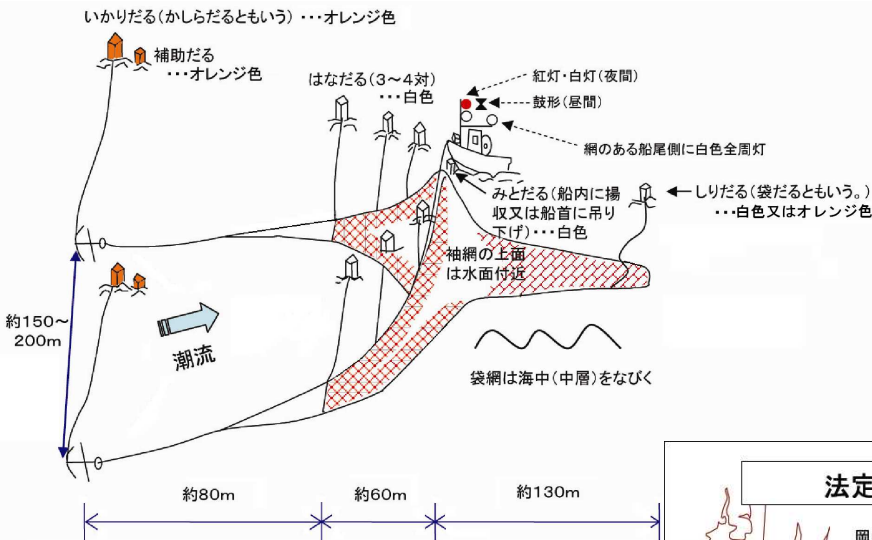 いかりだる(かしらだるともいう)・・・オレンジ色
補助だる
・・・オレンジ色
はなだる(3～4対)
・・・白色
紅灯・白灯(夜間)
鼓形(昼間)
網のある船尾側に白色全周灯
みとだる(船内に揚
収又は船首に吊り
下げ)・・・白色
しりだる(袋だるともいう。)
・・・白色又はオレンジ色
袖網の上面
は水面付近
約150～
200m
潮流
袋網は海中(中層)をなびく
約80m
約60m
約130m
法定